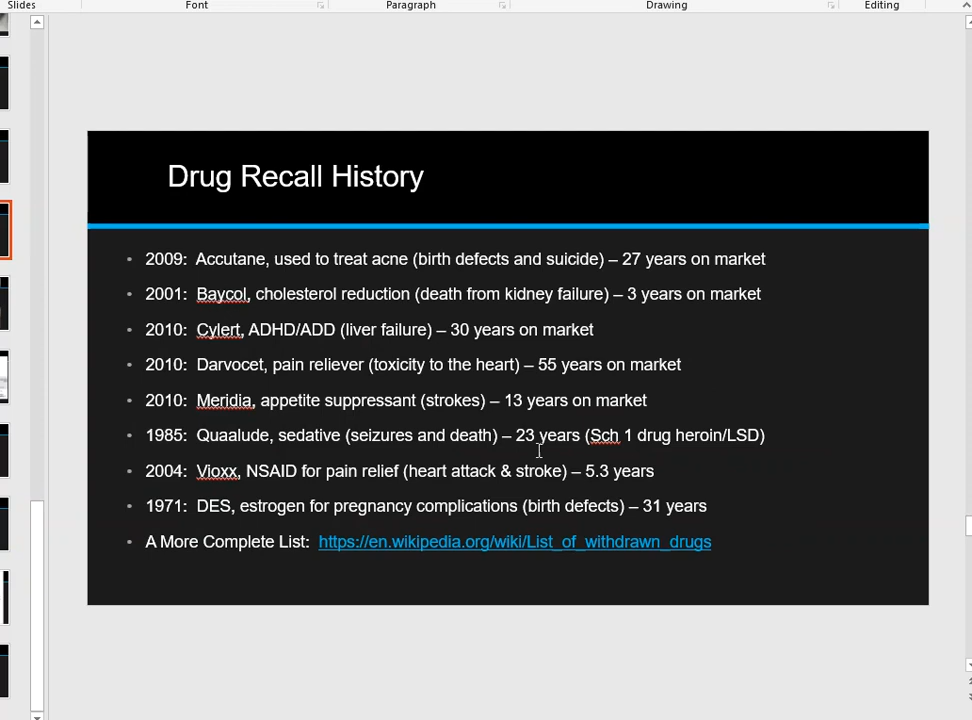 Slides Font Paragraph Drawing Editing
Drug Recall History
• 2009: Accutane, used to treat acne (birth defects and suicide) – 27 years on market
• 2001: Baycol, cholesterol reduction (death from kidney failure) – 3 years on market
• 2010: Cylert, ADHD/ADD (liver failure) – 30 years on market
• 2010: Darvocet, pain reliever (toxicity to the heart) – 55 years on market
• 2010: Meridia, appetite suppressant (strokes) – 13 years on market
• 1985: Quaalude, sedative (seizures and death) – 23 years (Sch 1 drug heroin/LSD)
• 2004: Vioxx, NSAID for pain relief (heart attack & stroke) – 5.3 years
• 1971: DES, estrogen for pregnancy complications (birth defects) – 31 years
• A More Complete List: https://en.wikipedia.org/wiki/List_of_withdrawn_drugs